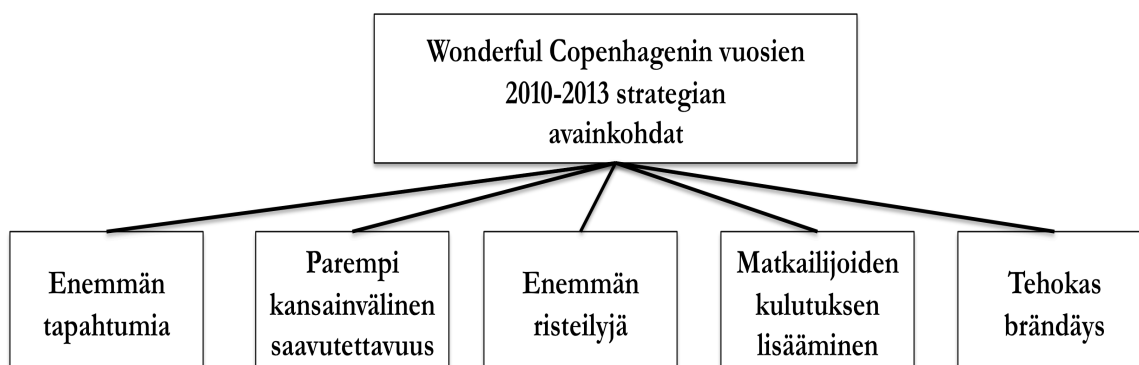 Wonderful Copenhagenin vuosien
2010-2013 strategian
avainkohdat
Enemmän
tapahtumia
Parempi
kansainvälinen
saavutettavuus
Enemmän
risteilyjä
Matkailijoiden
kulutuksen
lisääminen
Tehokas
brändäys